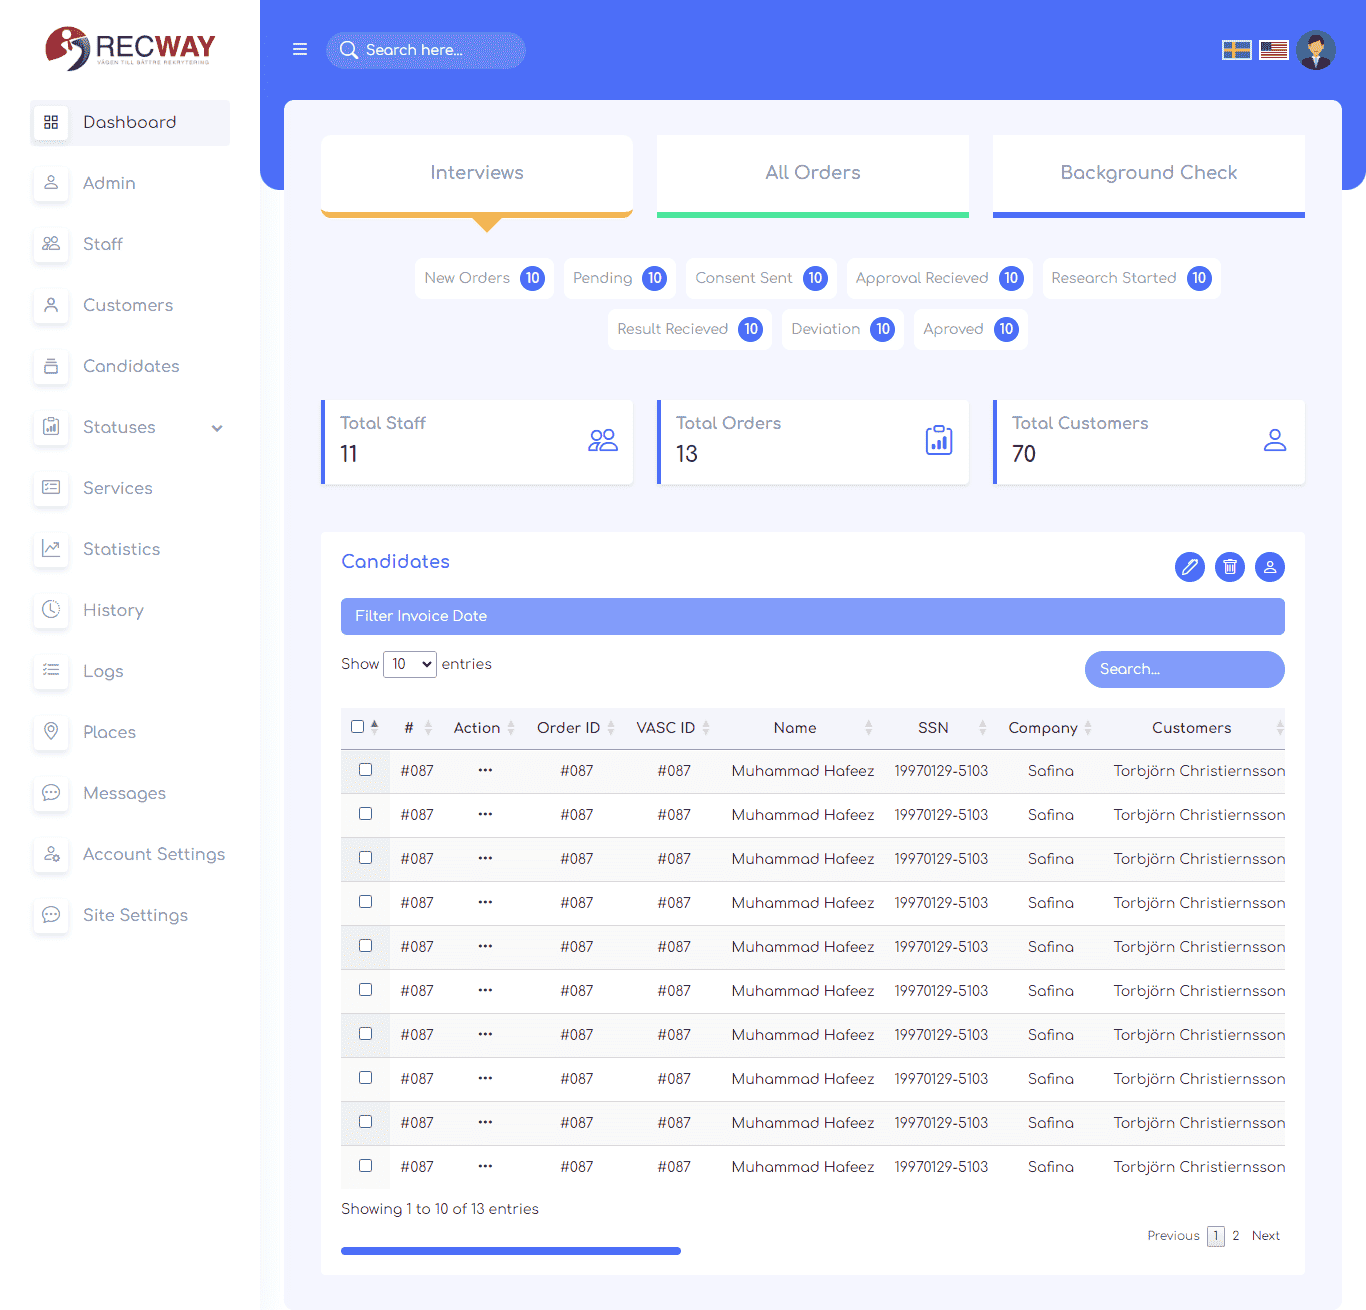 RECWAY
VÄGEN TILL BÄTTRE REKRYTERING
Search here...
Dashboard
Admin
Staff
Customers
Candidates
Statuses
Services
Statistics
History
Logs
Places
Messages
Account Settings
Site Settings
Interviews
All Orders
Background Check
New Orders 10
Pending 10
Consent Sent 10
Approval Recieved 10
Research Started 10
Result Recieved 10
Deviation 10
Aproved 10
Total Staff
11
Total Orders
13
Total Customers
70
Candidates
Filter Invoice Date
Show 10 entries
Search...
# Action Order ID VASC ID Name SSN Company Customers
#087 ... #087 #087 Muhammad Hafeez 19970129-5103 Safina Torbjörn Christiernsson
#087 ... #087 #087 Muhammad Hafeez 19970129-5103 Safina Torbjörn Christiernsson
#087 ... #087 #087 Muhammad Hafeez 19970129-5103 Safina Torbjörn Christiernsson
#087 ... #087 #087 Muhammad Hafeez 19970129-5103 Safina Torbjörn Christiernsson
#087 ... #087 #087 Muhammad Hafeez 19970129-5103 Safina Torbjörn Christiernsson
#087 ... #087 #087 Muhammad Hafeez 19970129-5103 Safina Torbjörn Christiernsson
#087 ... #087 #087 Muhammad Hafeez 19970129-5103 Safina Torbjörn Christiernsson
#087 ... #087 #087 Muhammad Hafeez 19970129-5103 Safina Torbjörn Christiernsson
#087 ... #087 #087 Muhammad Hafeez 19970129-5103 Safina Torbjörn Christiernsson
#087 ... #087 #087 Muhammad Hafeez 19970129-5103 Safina Torbjörn Christiernsson
Showing 1 to 10 of 13 entries
Previous 1 2 Next